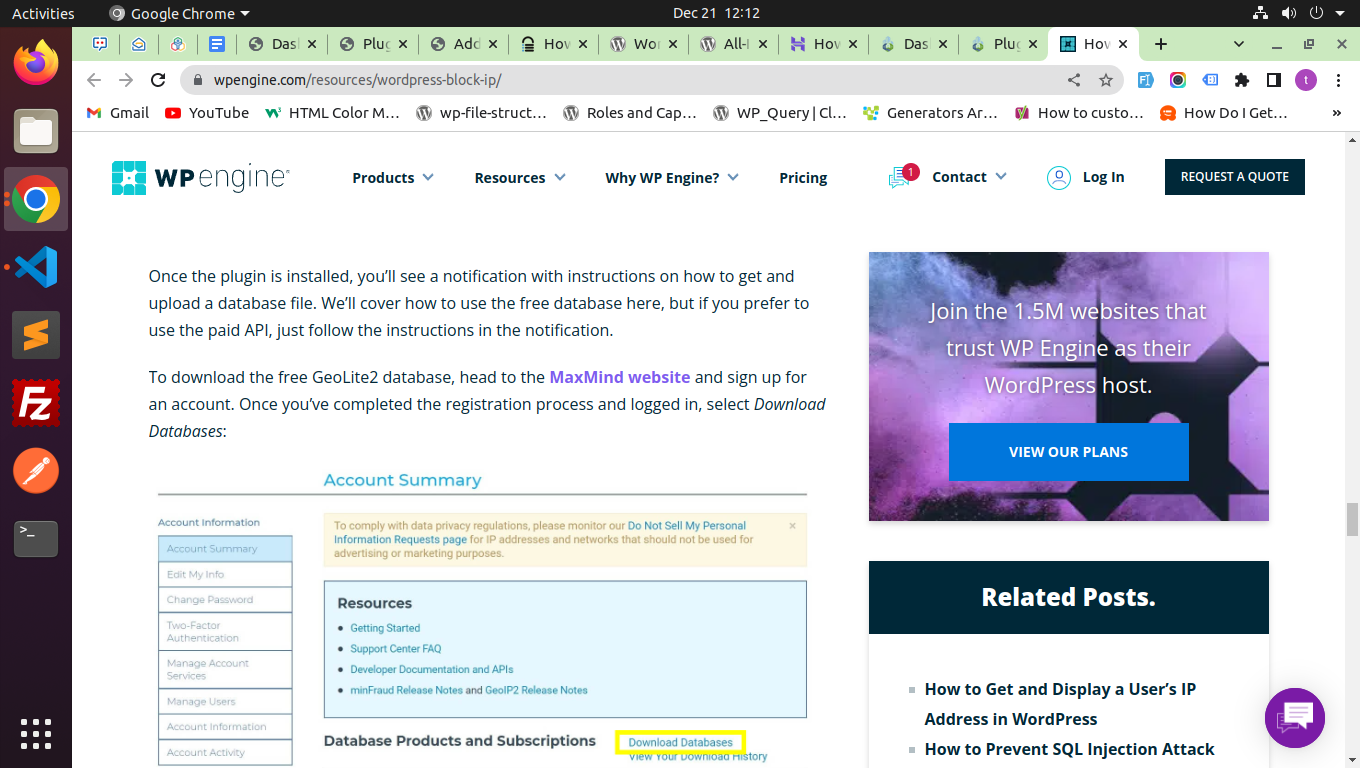 Activities
Google Chrome
Dec 21 12:12
Das
Plug
Add
How
Wor
All-I
How
Das
Plug
How
wpengine.com/resources/wordpress-block-ip/
t
Gmail
YouTube
HTML Color M...
wp-file-struct...
Roles and Cap...
WP_Query | Cl...
Generators Ar...
How to custo...
How Do I Get...
»
WP engine
Products
Resources
Why WP Engine?
Pricing
1
Contact
Log In
REQUEST A QUOTE
Once the plugin is installed, you’ll see a notification with instructions on how to get and
upload a database file. We’ll cover how to use the free database here, but if you prefer to
use the paid API, just follow the instructions in the notification.
To download the free GeoLite2 database, head to the MaxMind website and sign up for
an account. Once you’ve completed the registration process and logged in, select Download
Databases:
Account Summary
Account Information
Account Summary
Edit My Info
Change Password
Two-Factor
Authentication
Manage Account
Services
Manage Users
Account Information
Account Activity
To comply with data privacy regulations, please monitor our Do Not Sell My Personal
Information Requests page for IP addresses and networks that should not be used for
advertising or marketing purposes.
Resources
Getting Started
Support Center FAQ
Developer Documentation and APIs
minFraud Release Notes and GeoIP2 Release Notes
Database Products and Subscriptions
Download Databases
View Your Download History
Join the 1.5M websites that
trust WP Engine as their
WordPress host.
VIEW OUR PLANS
Related Posts.
How to Get and Display a User’s IP
Address in WordPress
How to Prevent SQL Injection Attack